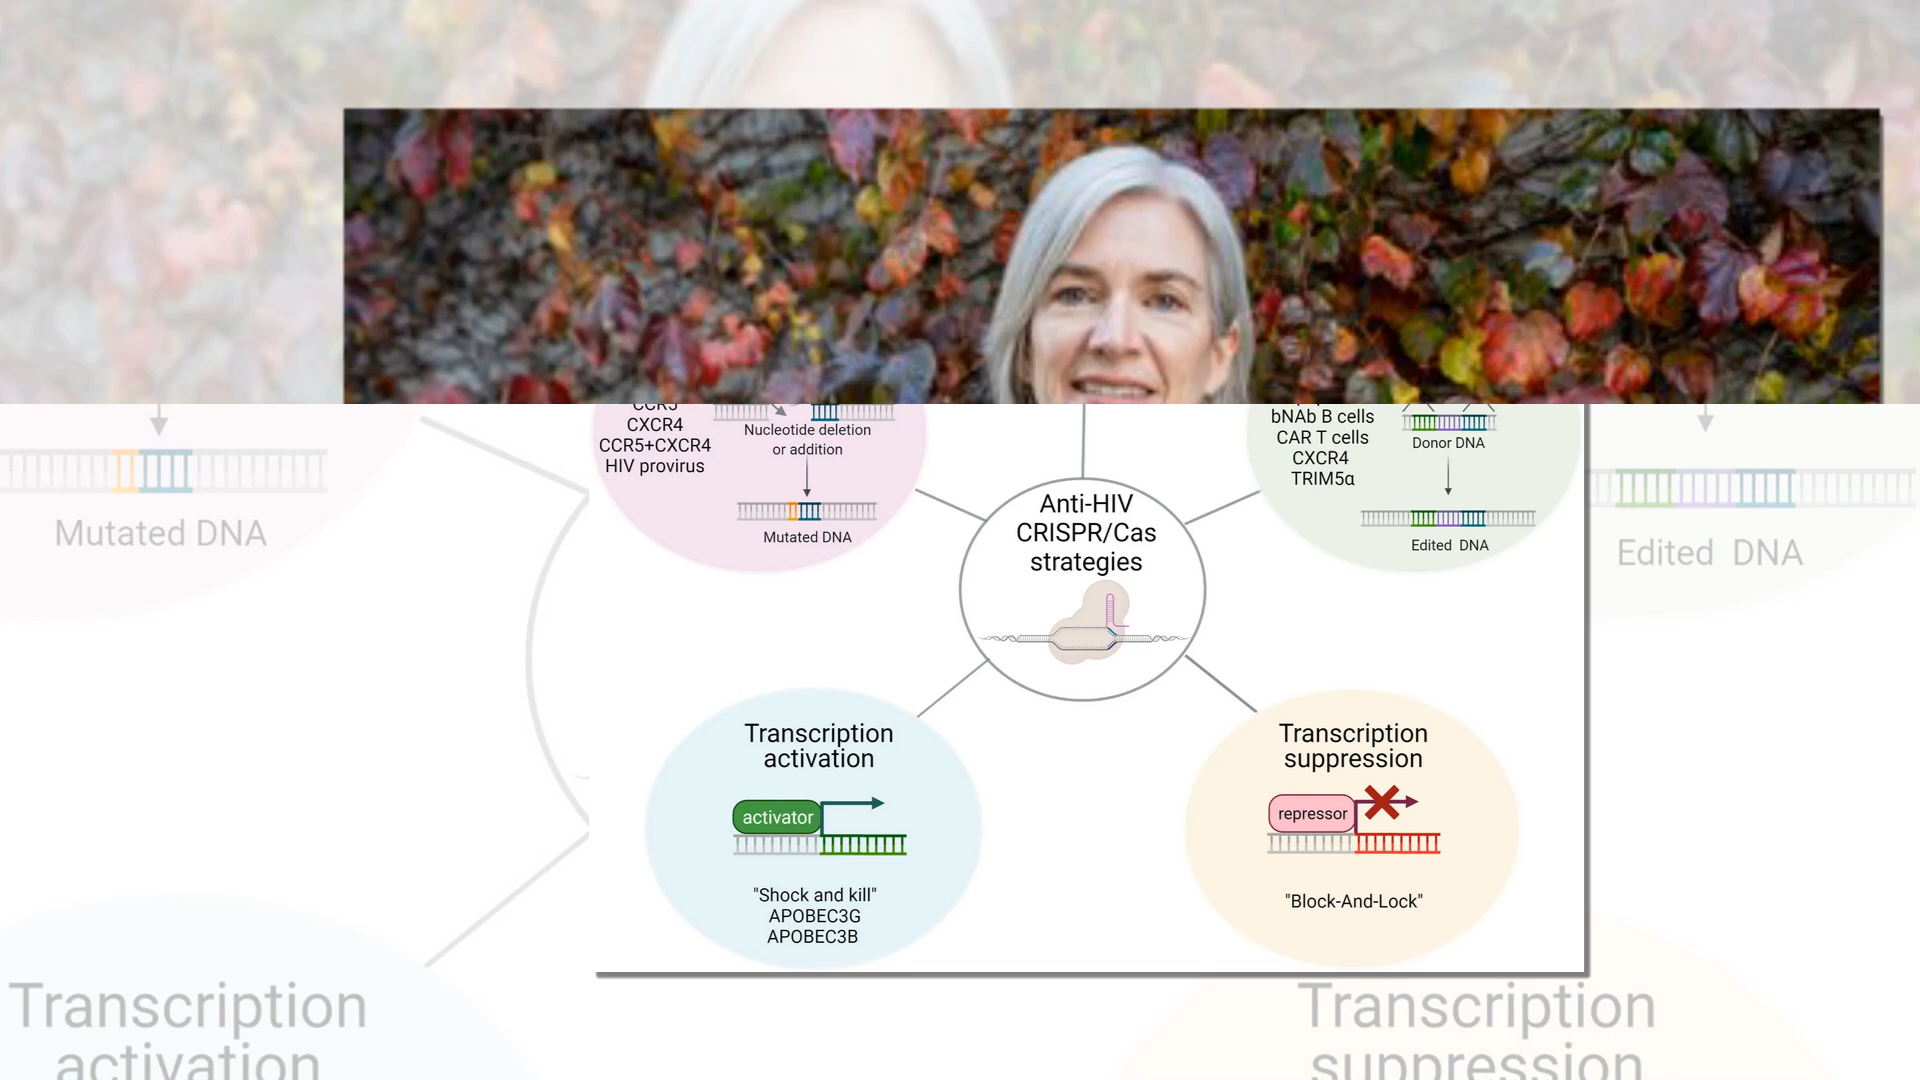 CCR5
CXCR4
CCR5+CXCR4
HIV provirus
Nucleotide deletion
or addition
Mutated DNA
bNAb B cells
CAR T cells
CXCR4
TRIM5α
Donor DNA
Edited DNA
Anti-HIV
CRISPR/Cas
strategies
Transcription
activation
activator
"Shock and kill"
APOBEC3G
APOBEC3B
Transcription
suppression
repressor
"Block-And-Lock"
Mutated DNA
Edited DNA
Transcription
activation
Transcription
suppression